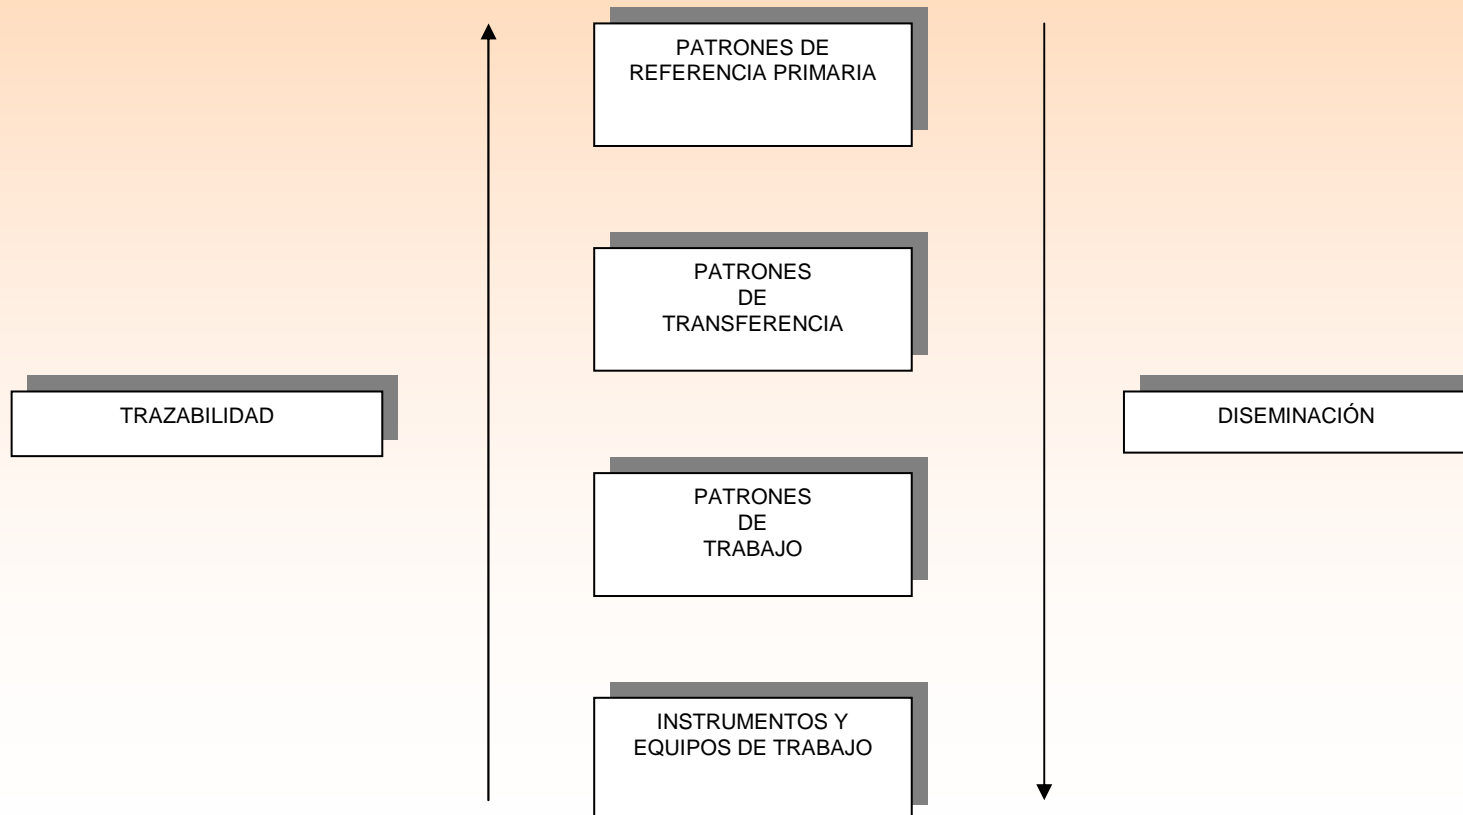 PATRONES DE
REFERENCIA PRIMARIA
PATRONES
DE
TRANSFERENCIA
TRAZABILIDAD
DISEMINACIÓN
PATRONES
DE
TRABAJO
INSTRUMENTOS Y
EQUIPOS DE TRABAJO